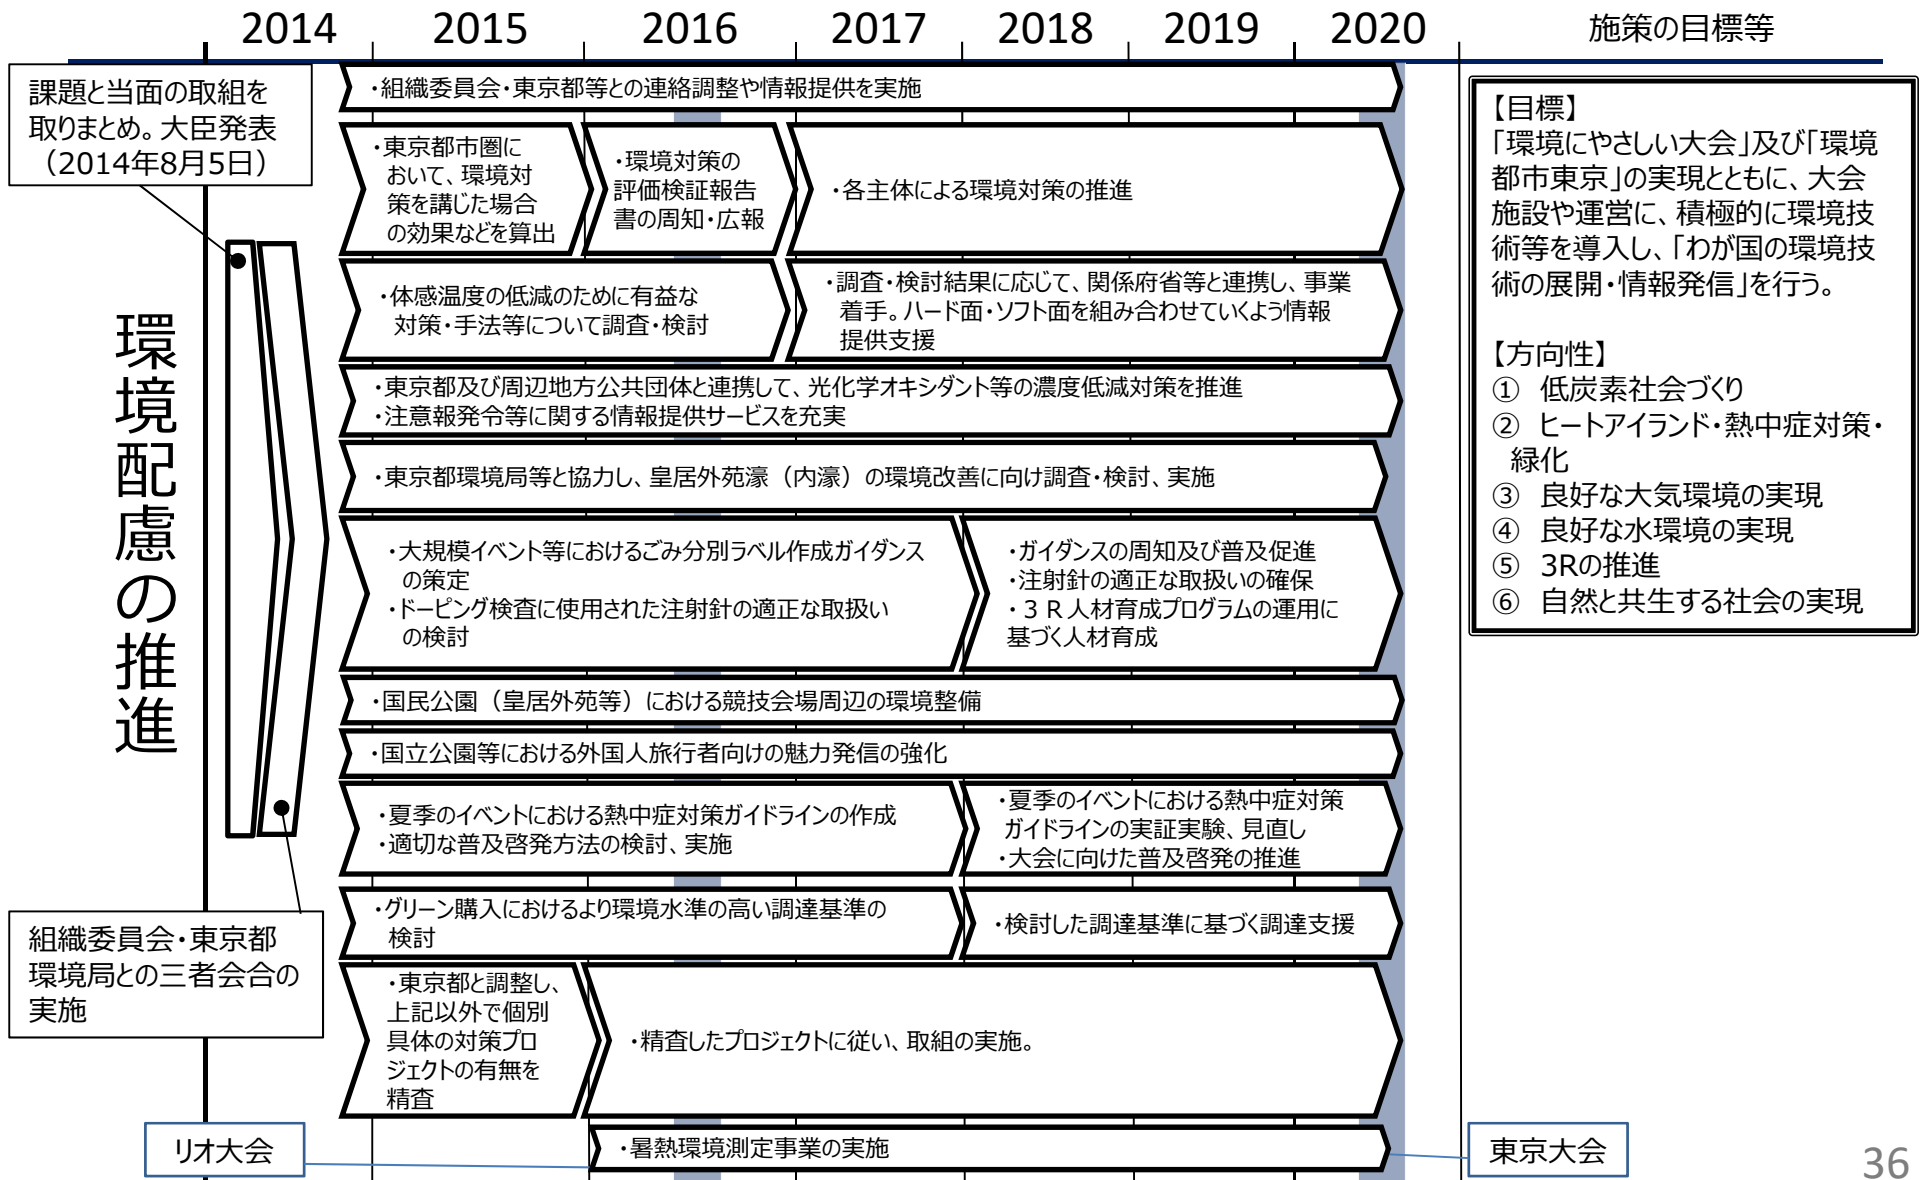 2014 2015 2016 2017 2018 2019 2020 施策の目標等
課題と当面の取組を
取りまとめ。大臣発表
（2014年8月5日）
環境配慮の推進
組織委員会・東京都
環境局との三者会合の
実施
・組織委員会・東京都等との連絡調整や情報提供を実施
・東京都市圏に
おいて、環境対
策を講じた場合
の効果などを算出
・環境対策の
評価検証報告
書の周知・広報
・各主体による環境対策の推進
・体感温度の低減のために有益な
対策・手法等について調査・検討
・調査・検討結果に応じて、関係府省等と連携し、事業
着手。ハード面・ソフト面を組み合わせていくよう情報
提供支援
・東京都及び周辺地方公共団体と連携して、光化学オキシダント等の濃度低減対策を推進
・注意報発令等に関する情報提供サービスを充実
・東京都環境局等と協力し、皇居外苑濠（内濠）の環境改善に向け調査・検討、実施
・大規模イベント等におけるごみ分別ラベル作成ガイダンス
の策定
・ドーピング検査に使用された注射針の適正な取扱い
の検討
・ガイダンスの周知及び普及促進
・注射針の適正な取扱いの確保
・３Ｒ人材育成プログラムの運用に
基づく人材育成
・国民公園（皇居外苑等）における競技会場周辺の環境整備
・国立公園等における外国人旅行者向けの魅力発信の強化
・夏季のイベントにおける熱中症対策ガイドラインの作成
・適切な普及啓発方法の検討、実施
・夏季のイベントにおける熱中症対策
ガイドラインの実証実験、見直し
・大会に向けた普及啓発の推進
・グリーン購入におけるより環境水準の高い調達基準の
検討
・検討した調達基準に基づく調達支援
・東京都と調整し、
上記以外で個別
具体の対策プロ
ジェクトの有無を
精査
・精査したプロジェクトに従い、取組の実施。
・暑熱環境測定事業の実施
リオ大会
東京大会
【目標】
「環境にやさしい大会」及び「環境
都市東京」の実現とともに、大会
施設や運営に、積極的に環境技
術等を導入し、「わが国の環境技
術の展開・情報発信」を行う。
【方向性】
① 低炭素社会づくり
② ヒートアイランド・熱中症対策・
緑化
③ 良好な大気環境の実現
④ 良好な水環境の実現
⑤ 3Rの推進
⑥ 自然と共生する社会の実現
36